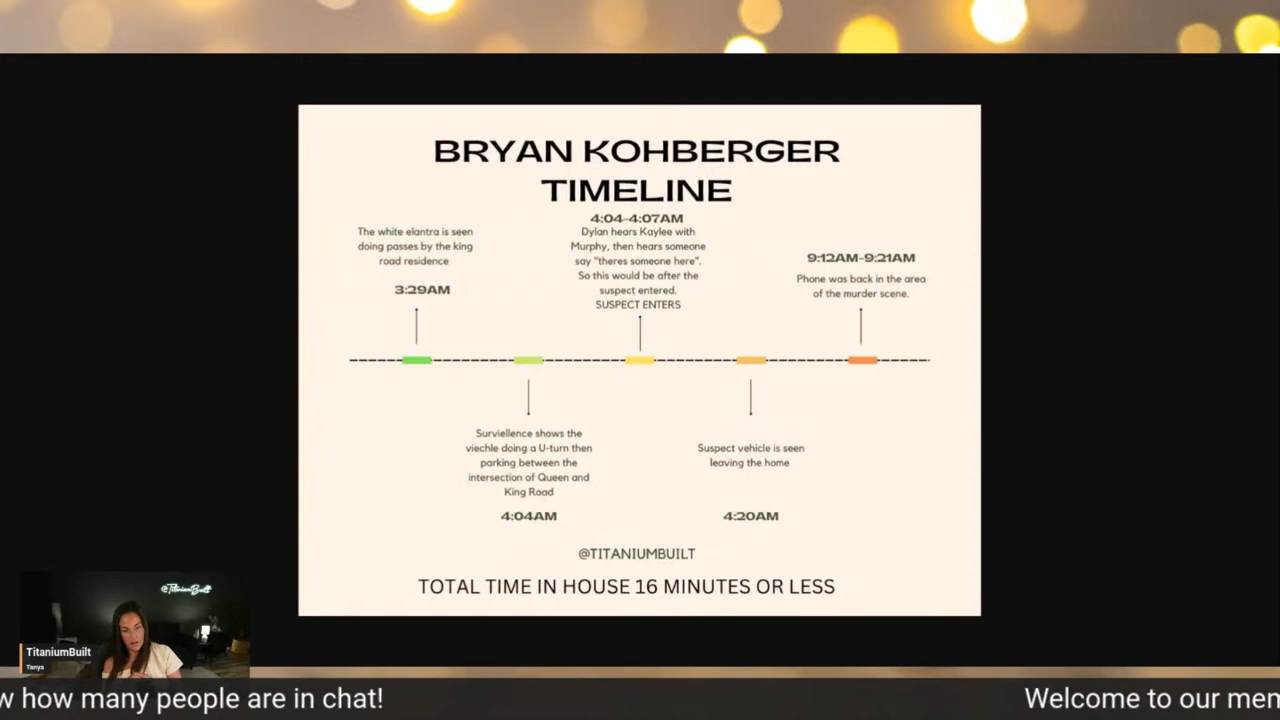 BRYAN KOHBERGER
TIMELINE
The white elantra is seen
doing passes by the king
road residence
3:29AM
4:04-4:07AM
Dylan hears Kaylee with
Murphy, then hears someone
say "theres someone here".
So this would be after the
suspect entered.
SUSPECT ENTERS
9:12AM-9:21AM
Phone was back in the area
of the murder scene.
Surviellence shows the
viechle doing a U-turn then
parking between the
intersection of Queen and
King Road
4:04AM
Suspect vehicle is seen
leaving the home
4:20AM
@TITANIUMBUILT
TOTAL TIME IN HOUSE 16 MINUTES OR LESS
@TitaniumBuilt
TitaniumBuilt
Tanya
w how many people are in chat!
Welcome to our mem